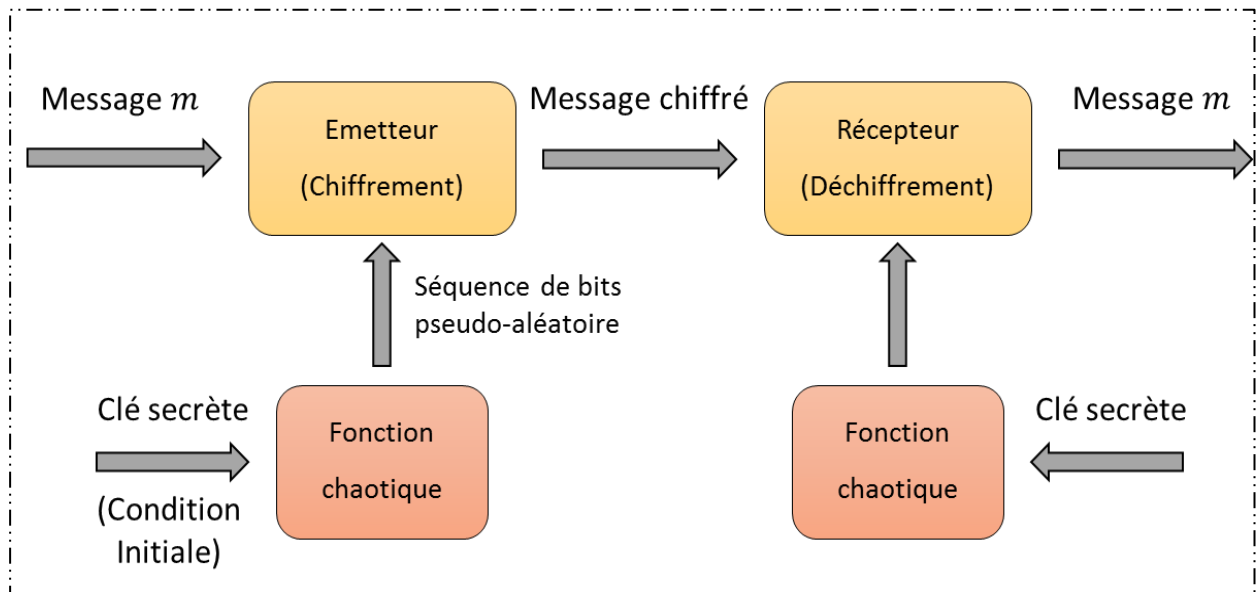 Message m
Emetteur
(Chiffrement)
Message chiffré
Récepteur
(Déchiffrement)
Message m
Séquence de bits
pseudo-aléatoire
Clé secrète
(Condition
Initiale)
Fonction
chaotique
Fonction
chaotique
Clé secrète